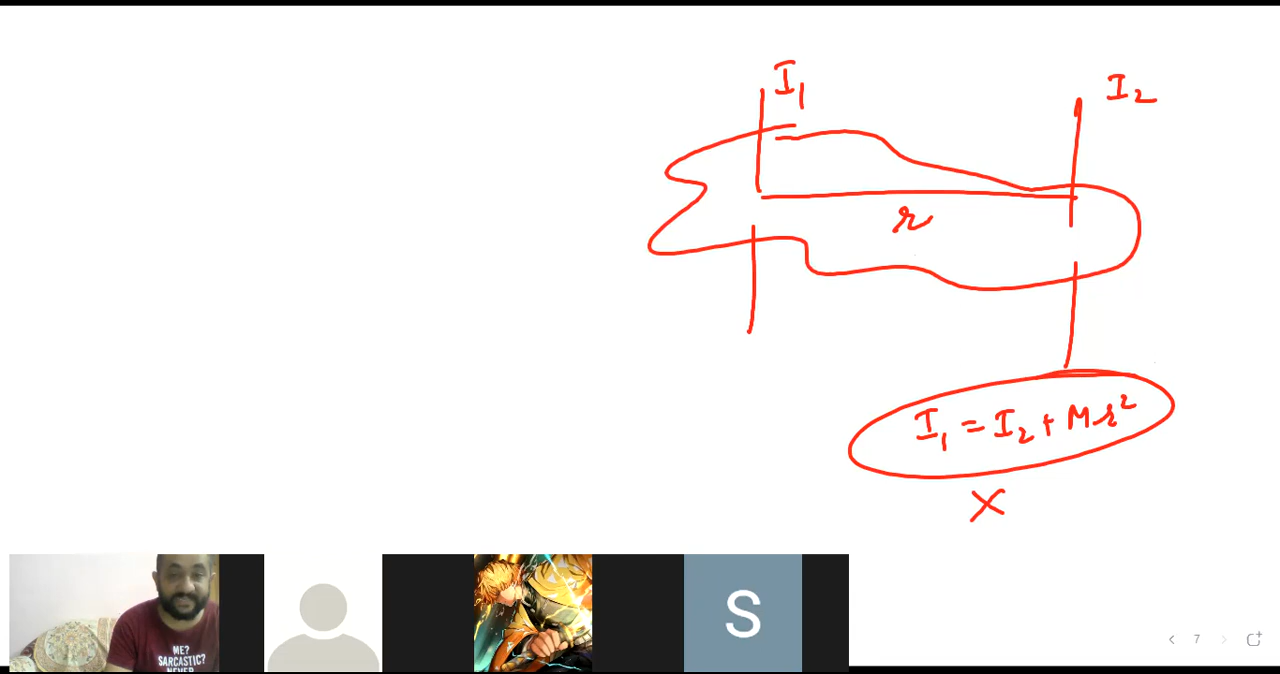 I₁
I₂
r
I₁ = I₂ + Mr²
X
ME?
SARCASTIC?
NEVER
S
7